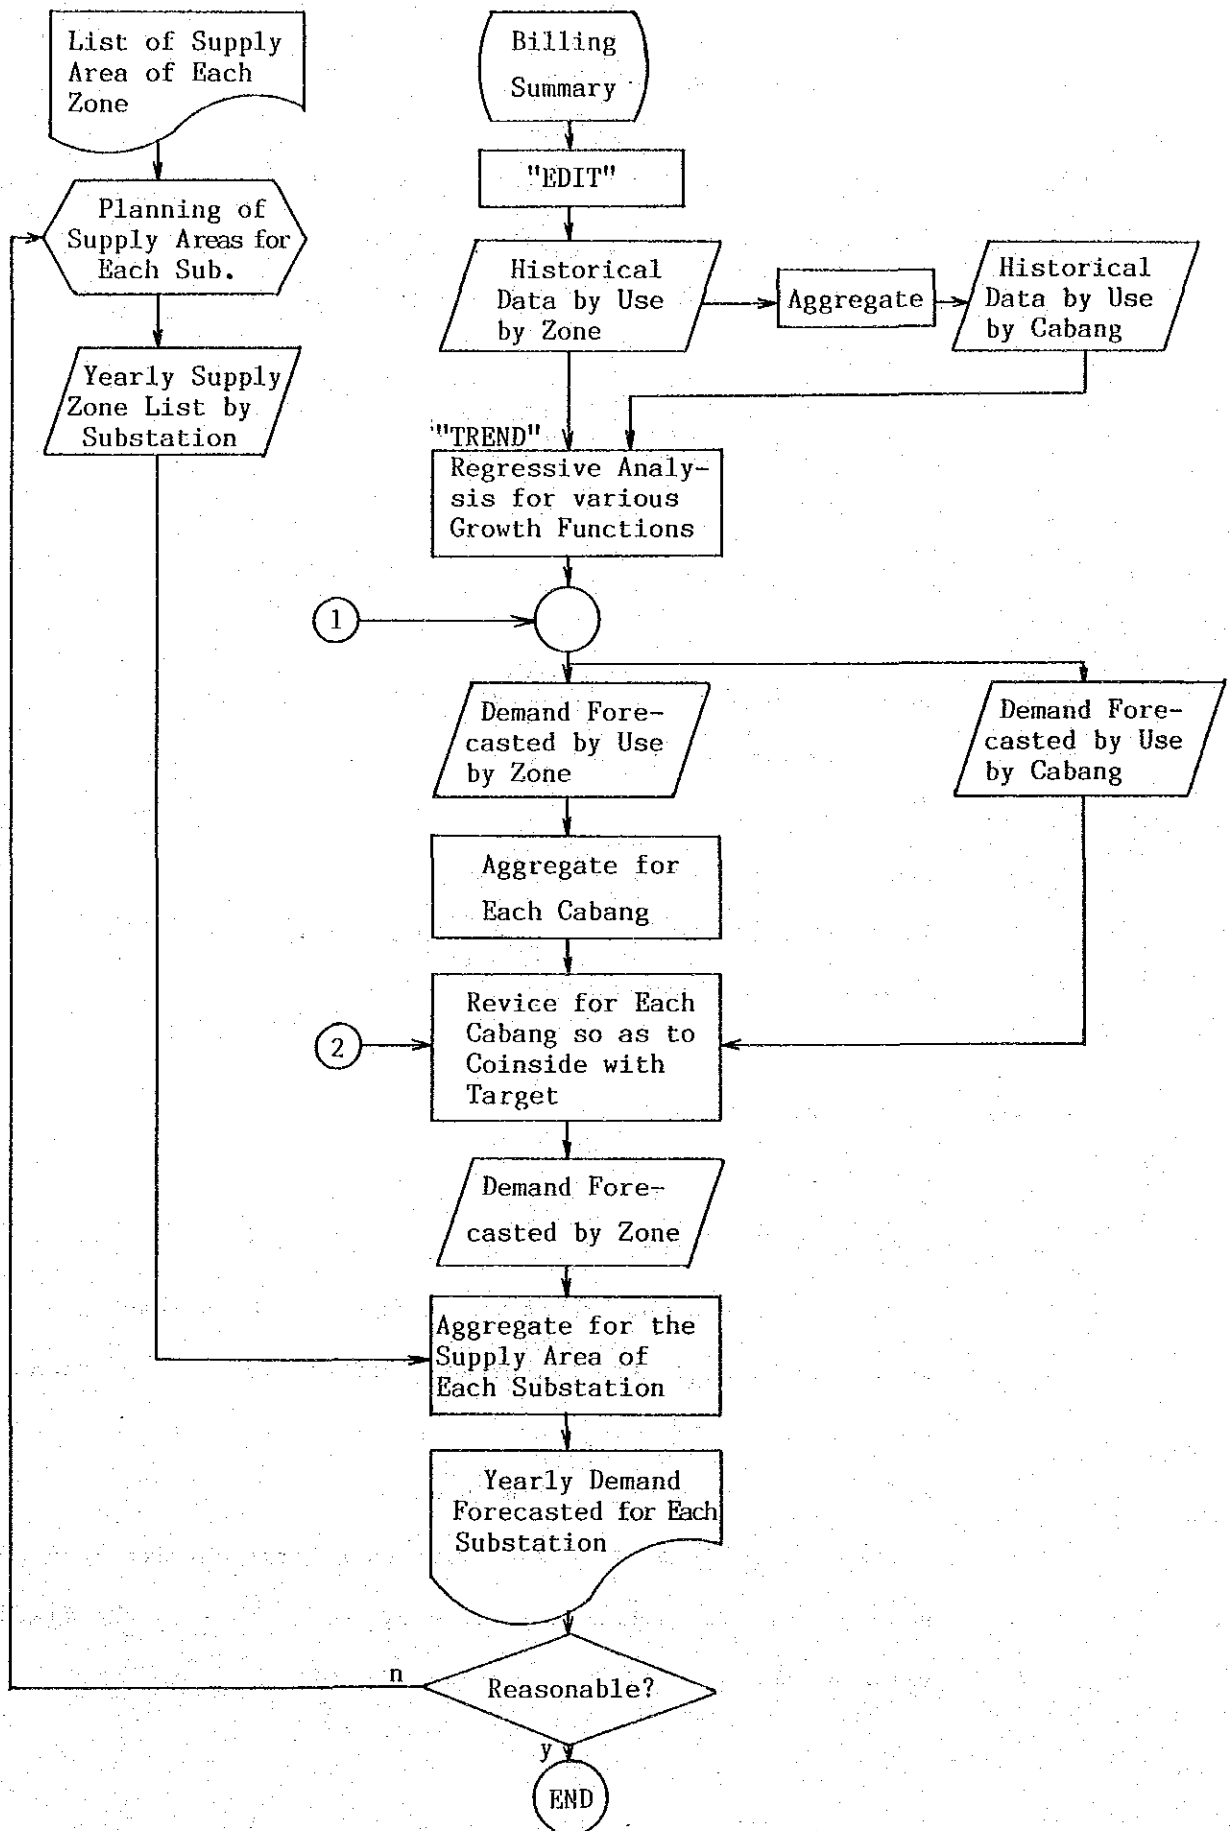 List of Supply
Area of Each
Zone
Billing
Summary
"EDIT"
Planning of
Supply Areas for
Each Sub.
Historical
Data by Use
by Zone
Aggregate
Historical
Data by Use
by Cabang
Yearly Supply
Zone List by
Substation
"TREND"
Regressive Analy-
sis for various
Growth Functions
1
Demand Fore-
casted by Use
by Zone
Demand Fore-
casted by Use
by Cabang
Aggregate for
Each Cabang
2
Revice for Each
Cabang so as to
Coinside with
Target
Demand Fore-
casted by Zone
Aggregate for the
Supply Area of
Each Substation
Yearly Demand
Forecasted for Each
Substation
n
Reasonable?
y
END